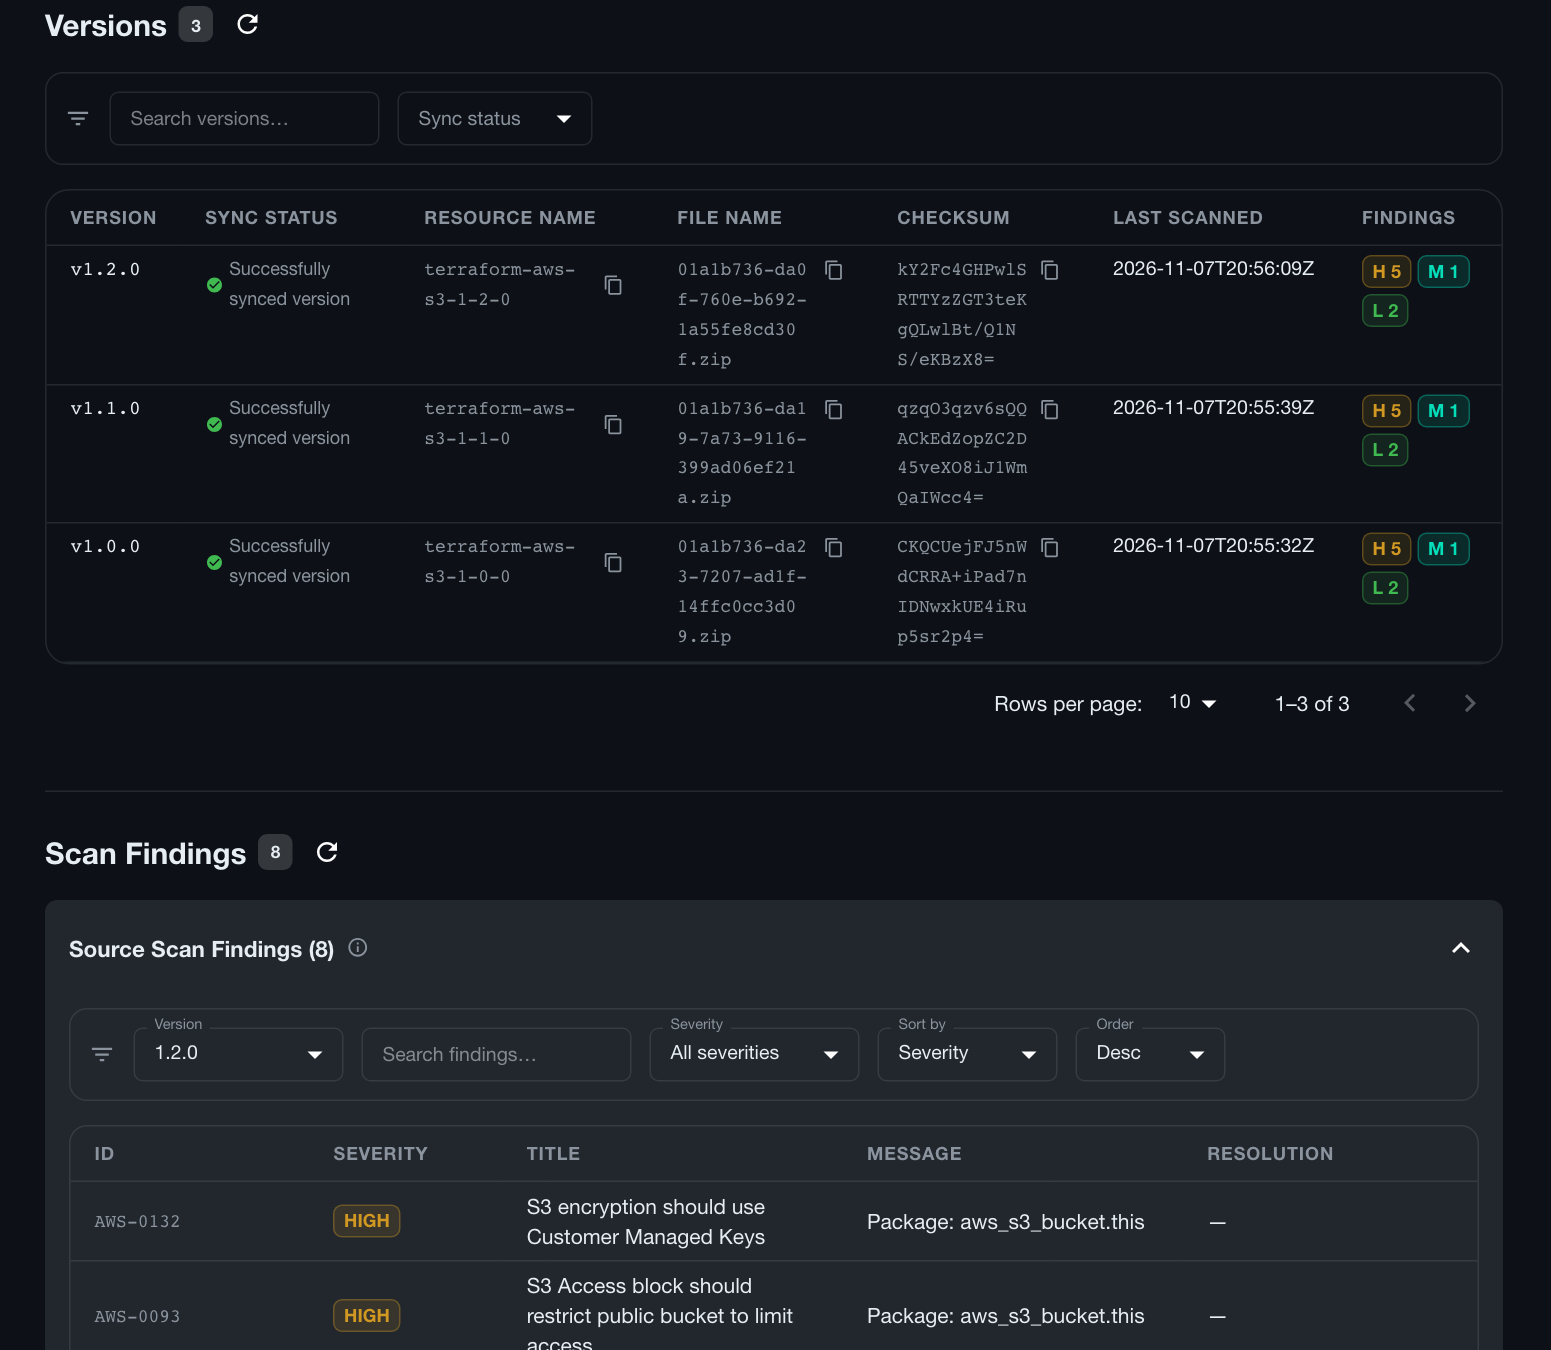 Versions 3
Search versions...
Sync status
VERSION SYNC STATUS RESOURCE NAME FILE NAME CHECKSUM LAST SCANNED FINDINGS
v1.2.0 Successfully terraform-aws- 01a1b736-da0 kY2Fc4GHPwlS 2026-11-07T20:56:09Z H 5 M 1
synced version s3-1-2-0 f-760e-b692- RTTYzZGT3teK L 2
1a55fe8cd30 gQLwlBt/Q1N
f.zip S/eKBzX8=
v1.1.0 Successfully terraform-aws- 01a1b736-da1 qzqO3qzv6sQQ 2026-11-07T20:55:39Z H 5 M 1
synced version s3-1-1-0 9-7a73-9116- ACkEdZopZC2D L 2
399ad06ef21 45veXO8iJ1Wm
a.zip QaIWcc4=
v1.0.0 Successfully terraform-aws- 01a1b736-da2 CKQCUejFJ5nW 2026-11-07T20:55:32Z H 5 M 1
synced version s3-1-0-0 3-7207-ad1f- dCRRA+iPad7n L 2
14ffc0cc3d0 IDNwxkUE4iRu
9.zip p5sr2p4=
Rows per page: 10 1–3 of 3
Scan Findings 8
Source Scan Findings (8)
Version Severity Sort by Order
1.2.0 Search findings... All severities Severity Desc
ID SEVERITY TITLE MESSAGE RESOLUTION
AWS-0132 HIGH S3 encryption should use Customer Managed Keys Package: aws_s3_bucket.this —
AWS-0093 HIGH S3 Access block should restrict public bucket to limit access Package: aws_s3_bucket.this —